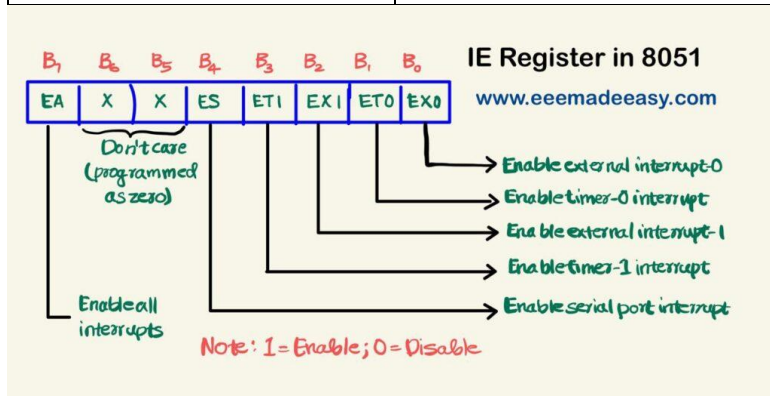 B7 B6 B5 B4 B3 B2 B1 B0
IE Register in 8051
EA X X ES ET1 EX1 ET0 EX0
www.eeemadeeasy.com
Don't care
(programmed
as zero)
Enable external interrupt-0
Enable timer-0 interrupt
Enable external interrupt-1
Enable timer-1 interrupt
Enable serial port interrupt
Enable all
interrupts
Note: 1=Enable; 0=Disable